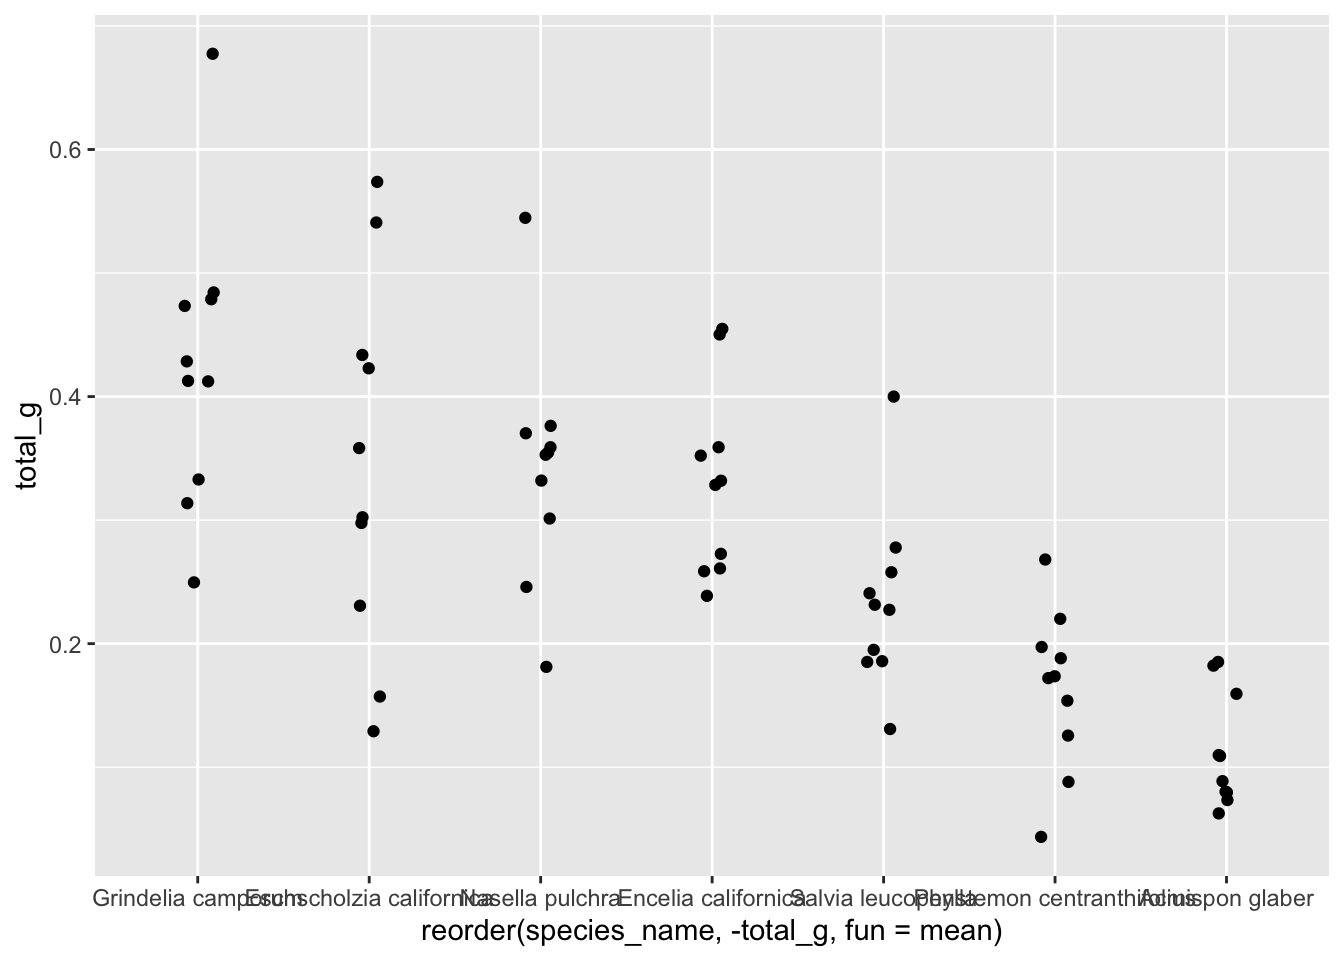 0.6
0.4
0.2
total_g
Grindelia camporum Eschscholzia californica Nasella pulchra Encelia californica Salvia leucophylla Penstemon centranthifolius Acmispon glaber
reorder(species_name, -total_g, fun = mean)